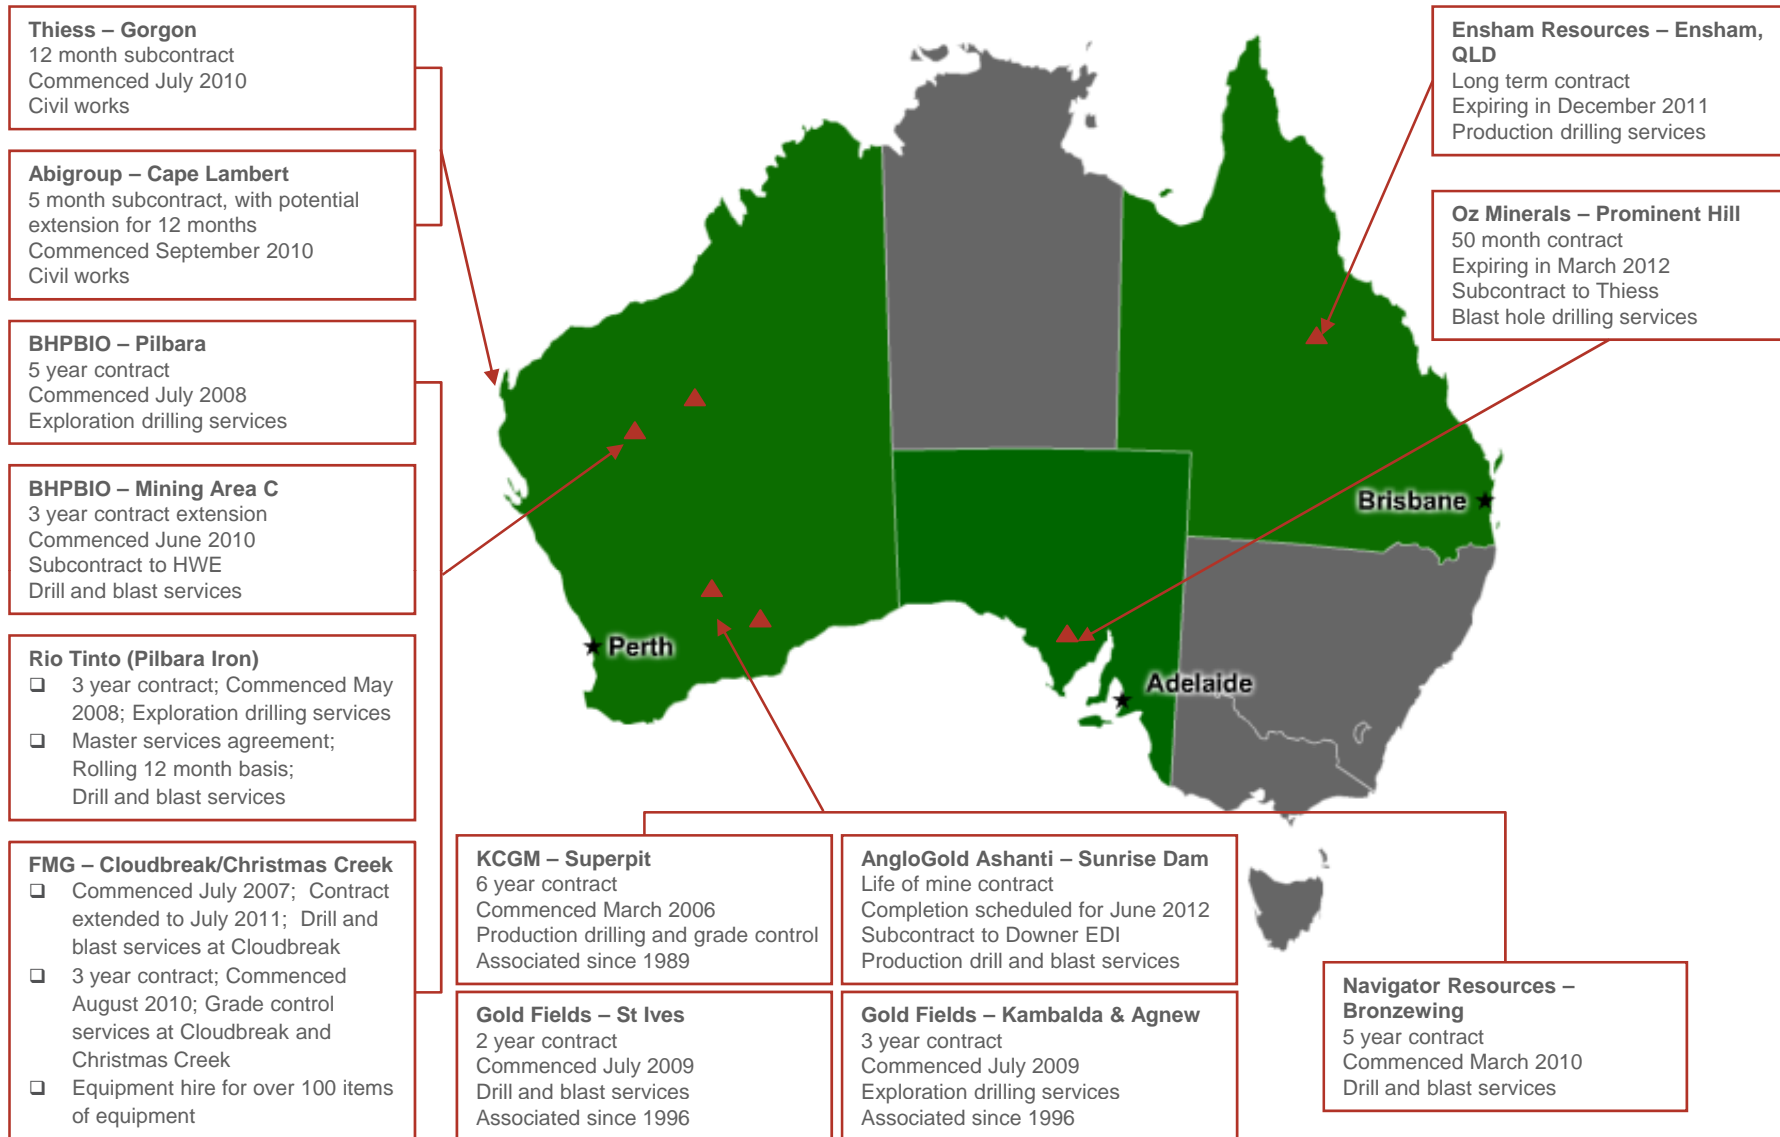 Thiess – Gorgon
12 month subcontract
Commenced July 2010
Civil works
Abigroup – Cape Lambert
5 month subcontract, with potential
extension for 12 months
Commenced September 2010
Civil works
BHPBIO – Pilbara
5 year contract
Commenced July 2008
Exploration drilling services
BHPBIO – Mining Area C
3 year contract extension
Commenced June 2010
Subcontract to HWE
Drill and blast services
Rio Tinto (Pilbara Iron)
❑ 3 year contract; Commenced May
2008; Exploration drilling services
❑ Master services agreement;
Rolling 12 month basis;
Drill and blast services
FMG – Cloudbreak/Christmas Creek
❑ Commenced July 2007; Contract
extended to July 2011; Drill and
blast services at Cloudbreak
❑ 3 year contract; Commenced
August 2010; Grade control
services at Cloudbreak and
Christmas Creek
❑ Equipment hire for over 100 items
of equipment
Ensham Resources – Ensham,
QLD
Long term contract
Expiring in December 2011
Production drilling services
Oz Minerals – Prominent Hill
50 month contract
Expiring in March 2012
Subcontract to Thiess
Blast hole drilling services
Brisbane
Perth
Adelaide
KCGM – Superpit
6 year contract
Commenced March 2006
Production drilling and grade control
Associated since 1989
AngloGold Ashanti – Sunrise Dam
Life of mine contract
Completion scheduled for June 2012
Subcontract to Downer EDI
Production drill and blast services
Gold Fields – St Ives
2 year contract
Commenced July 2009
Drill and blast services
Associated since 1996
Gold Fields – Kambalda & Agnew
3 year contract
Commenced July 2009
Exploration drilling services
Associated since 1996
Navigator Resources –
Bronzewing
5 year contract
Commenced March 2010
Drill and blast services